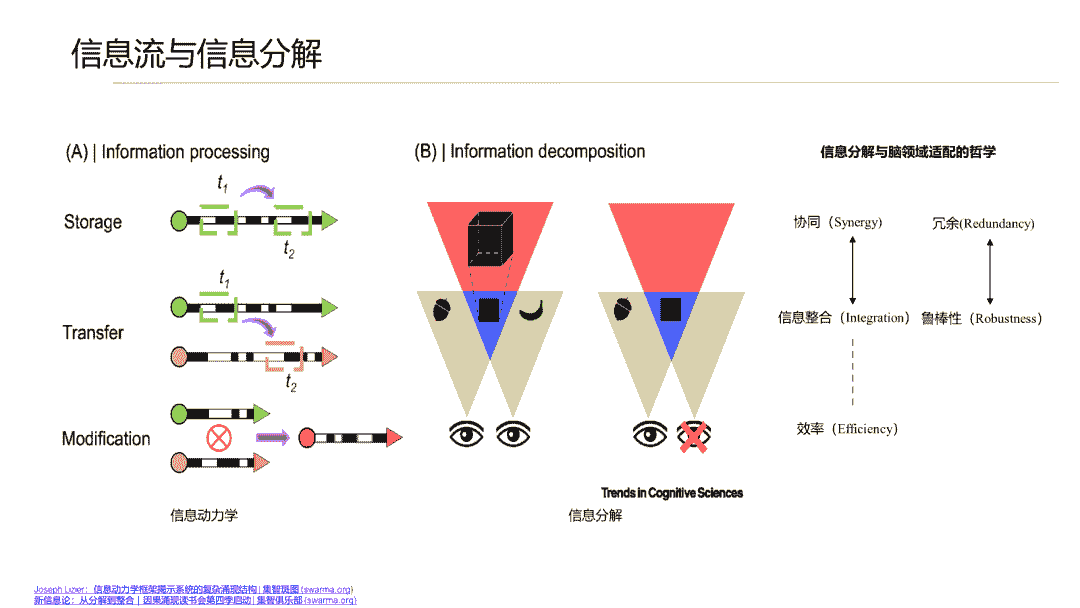 信息流与信息分解
(A) | Information processing
t1
Storage
t2
t1
Transfer
t2
Modification
信息动力学
(B) | Information decomposition
Trends in Cognitive Sciences
信息分解
信息分解与脑领域适配的哲学
协同（Synergy)
冗余(Redundancy)
信息整合（Integration）
鲁棒性（Robustness）
效率（Efficiency）
Joseph Lizier：信息动力学框架揭示系统的复杂涌现结构 | 集智斑图 (swarma.org)
新信息论：从分解到整合 | 因果涌现读书会第四季启动 | 集智俱乐部 (swarma.org)